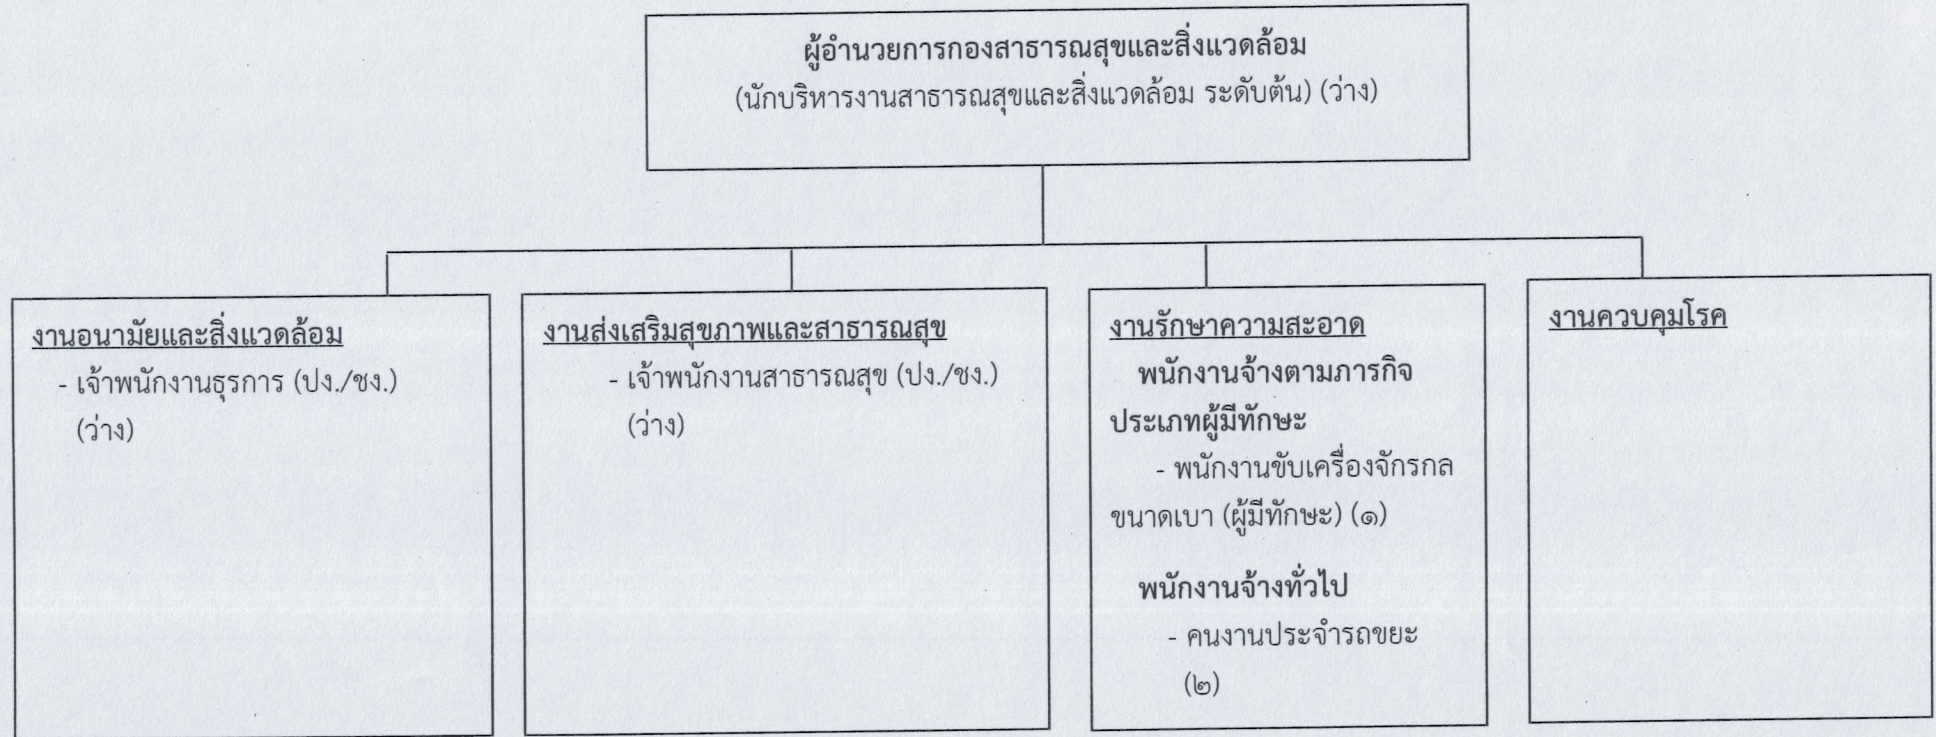 ผู้อำนวยการกองสาธารณสุขและสิ่งแวดล้อม
(นักบริหารงานสาธารณสุขและสิ่งแวดล้อม ระดับต้น) (ว่าง)
งานอนามัยและสิ่งแวดล้อม
- เจ้าพนักงานธุรการ (ปง./ชง.)
(ว่าง)
งานส่งเสริมสุขภาพและสาธารณสุข
- เจ้าพนักงานสาธารณสุข (ปง./ชง.)
(ว่าง)
งานรักษาความสะอาด
พนักงานจ้างตามภารกิจ
ประเภทผู้มีทักษะ
- พนักงานขับเครื่องจักรกล
ขนาดเบา (ผู้มีทักษะ) (๑)
พนักงานจ้างทั่วไป
- คนงานประจำรถขยะ
(๒)
งานควบคุมโรค